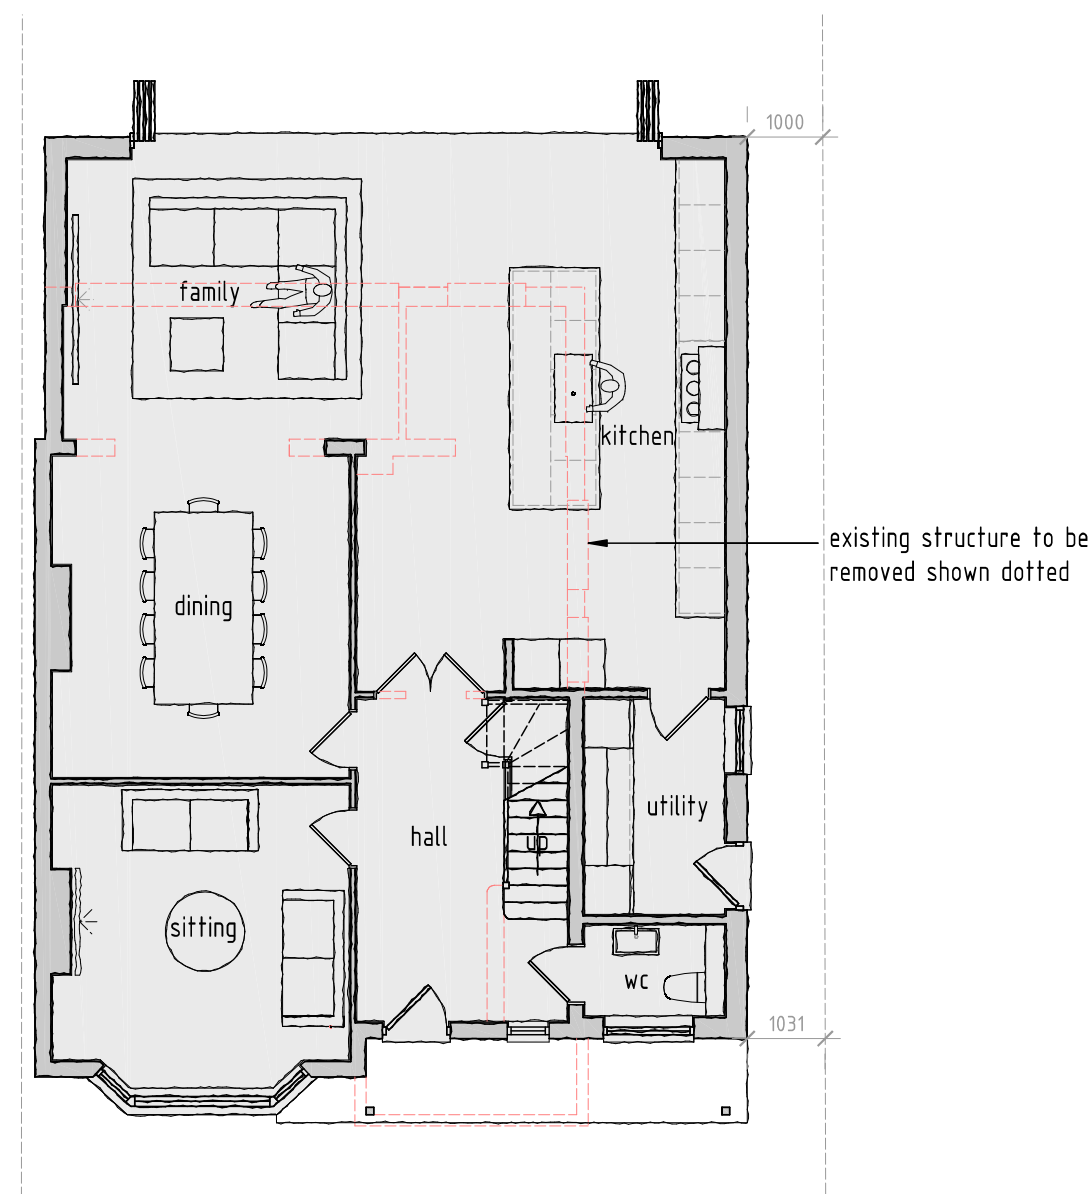 1000
family
kitchen
existing structure to be
removed shown dotted
dining
utility
hall
up
sitting
wc
1031